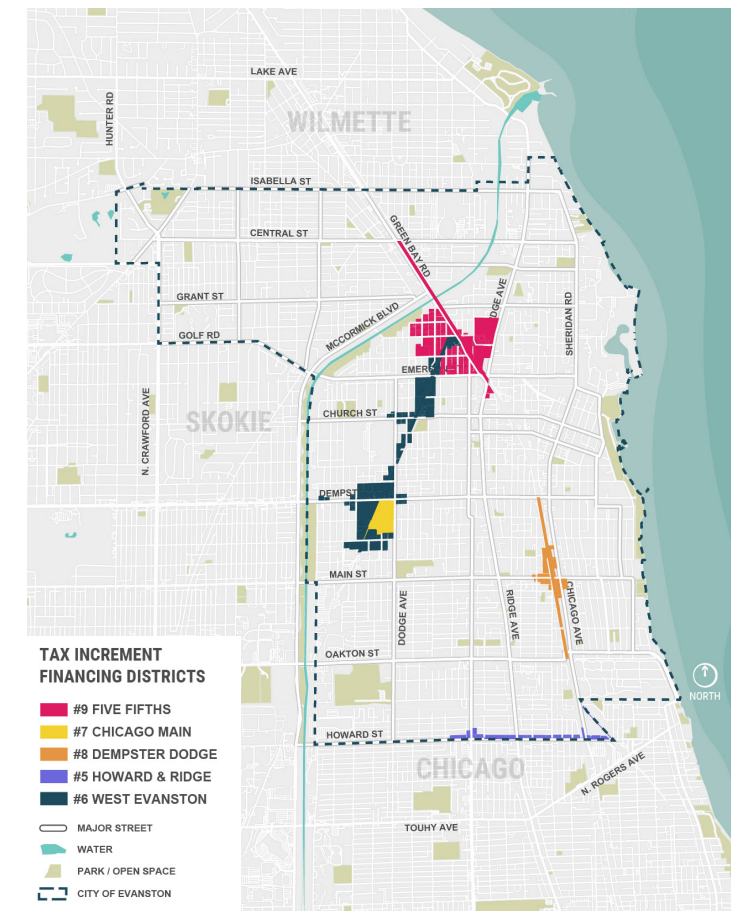 LAKE AVE
HUNTER RD
WILMETTE
ISABELLA ST
GREEN BAY RD
CENTRAL ST
GRANT ST
MCCORMICK BLVD
DGE AVE
SHERIDAN RD
GOLF RD
EMER
N. CRAWFORD AVE
SKOKIE
CHURCH ST
DEMPST
MAIN ST
DODGE AVE
RIDGE AVE
CHICAGO AVE
OAKTON ST
HOWARD ST
CHICAGO
N. ROGERS AVE
TOUHY AVE
NORTH
TAX INCREMENT
FINANCING DISTRICTS
#9 FIVE FIFTHS
#7 CHICAGO MAIN
#8 DEMPSTER DODGE
#5 HOWARD & RIDGE
#6 WEST EVANSTON
MAJOR STREET
WATER
PARK / OPEN SPACE
CITY OF EVANSTON